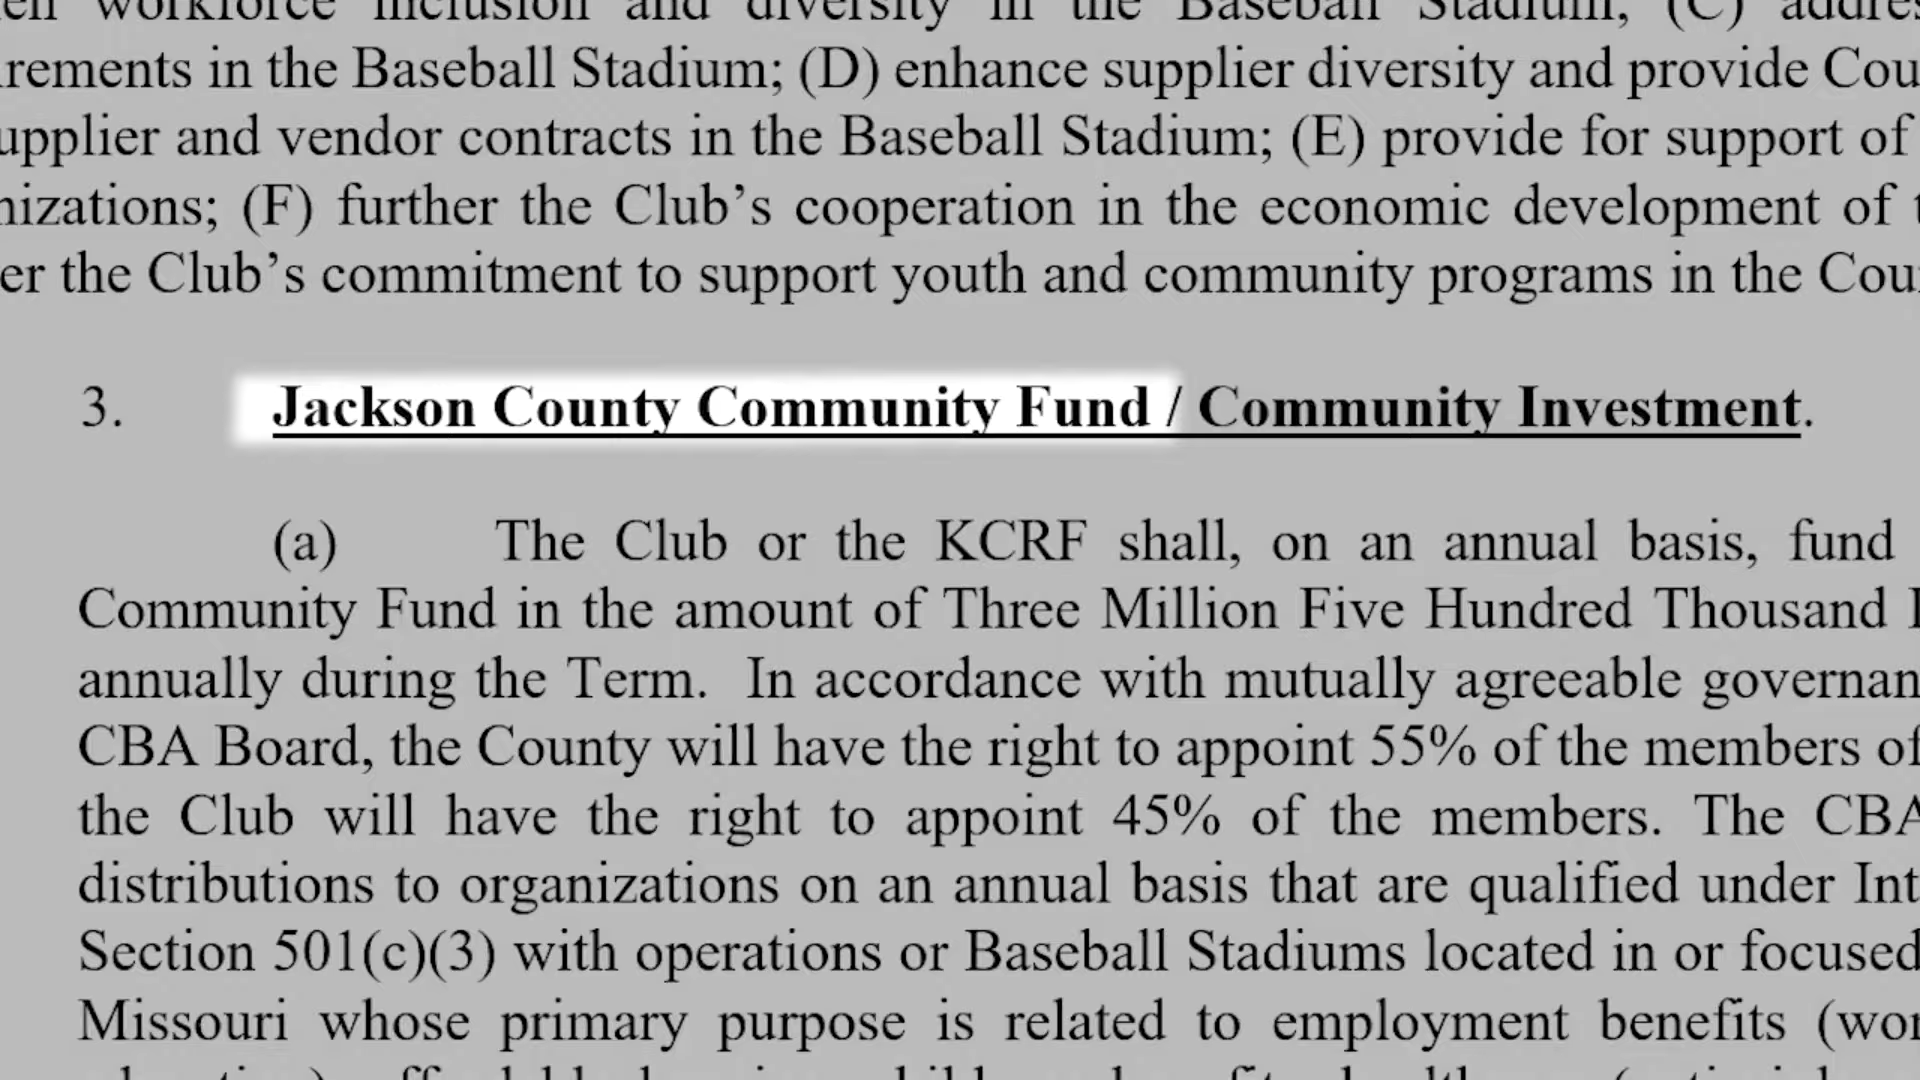 workforce inclusion and diversity in the Baseball Stadium; (C)
rements in the Baseball Stadium; (D) enhance supplier diversity and provide Cou
upplier and vendor contracts in the Baseball Stadium; (E) provide for support of
nizations; (F) further the Club’s cooperation in the economic development of t
er the Club’s commitment to support youth and community programs in the Cou
3. Jackson County Community Fund / Community Investment.
(a) The Club or the KCRF shall, on an annual basis, fund
Community Fund in the amount of Three Million Five Hundred Thousand
annually during the Term. In accordance with mutually agreeable governan
CBA Board, the County will have the right to appoint 55% of the members of
the Club will have the right to appoint 45% of the members. The CBA
distributions to organizations on an annual basis that are qualified under Int
Section 501(c)(3) with operations or Baseball Stadiums located in or focused
Missouri whose primary purpose is related to employment benefits (wor